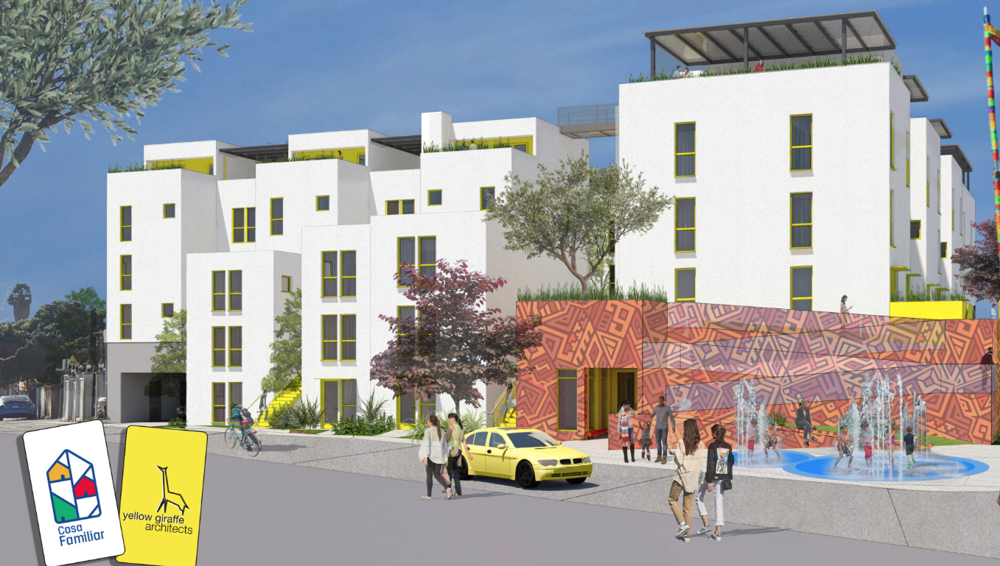 Casa
Familiar
yellow giraffe
architects